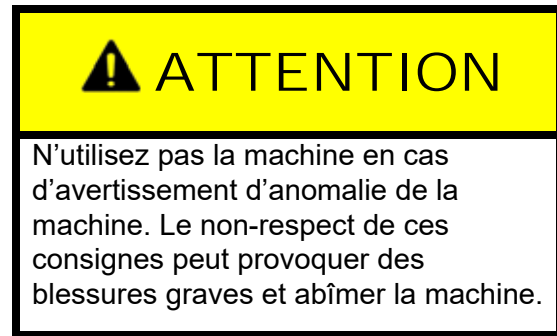 ATTENTION
N’utilisez pas la machine en cas
d’avertissement d’anomalie de la
machine. Le non-respect de ces
consignes peut provoquer des
blessures graves et abîmer la machine.